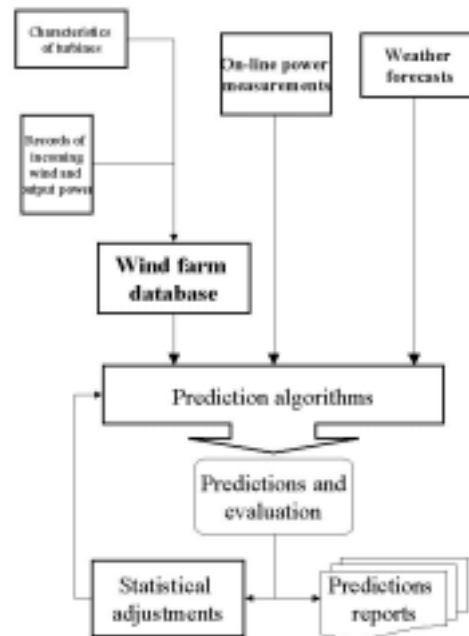 Characteristics
of turbines
On-line power
measurements
Weather
forecasts
Records of
incoming
wind and
output power
Wind farm
database
Prediction algorithms
Predictions and
evaluation
Statistical
adjustments
Predictions
reports